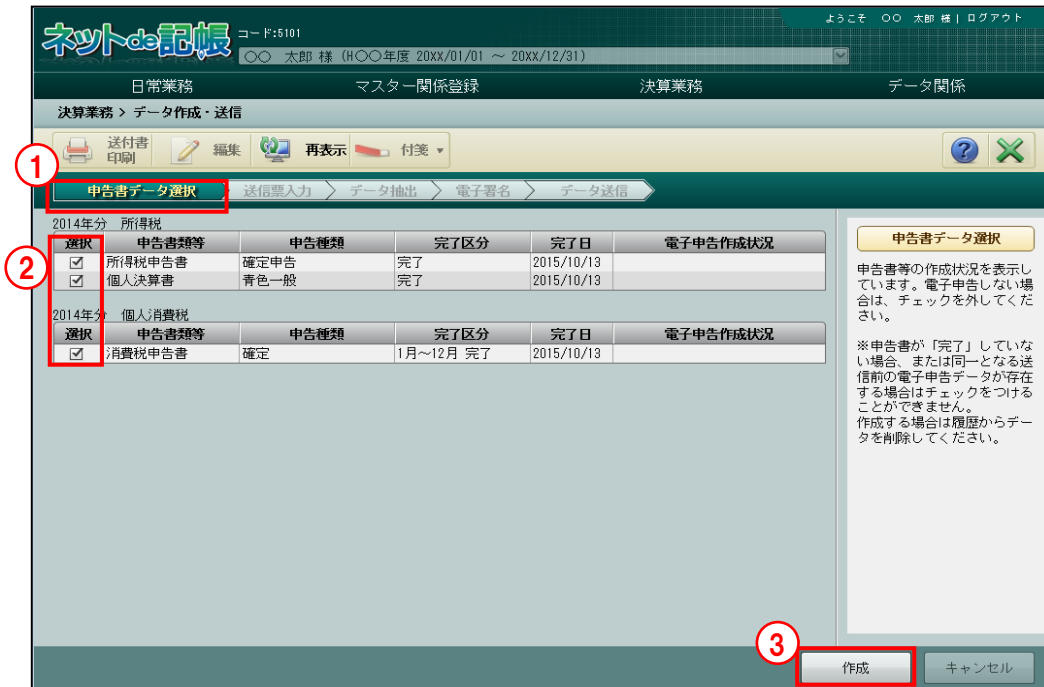 ようこそ 〇〇 太郎 様 | ログアウト
ネットde記帳 コード:5101
〇〇 太郎 様 (H〇〇年度 20XX/01/01 ～ 20XX/12/31)
日常業務 マスター関係登録 決算業務 データ関係
決算業務 > データ作成・送信
送付書印刷 編集 再表示 付箋
①
申告書データ選択 送信票入力 データ抽出 電子署名 データ送信
2014年分 所得税
選択 申告書類等 申告種類 完了区分 完了日 電子申告作成状況
②
所得税申告書 確定申告 完了 2015/10/13
個人決算書 青色一般 完了 2015/10/13
2014年分 個人消費税
選択 申告書類等 申告種類 完了区分 完了日 電子申告作成状況
消費税申告書 確定 1月～12月 完了 2015/10/13
申告書データ選択
申告書等の作成状況を表示し
ています。電子申告しない場
合は、チェックを外してくだ
さい。
※申告書が「完了」していな
い場合、または同一となる送
信前の電子申告データが存在
する場合はチェックをつける
ことができません。
作成する場合は履歴からデー
タを削除してください。
③
作成 キャンセル